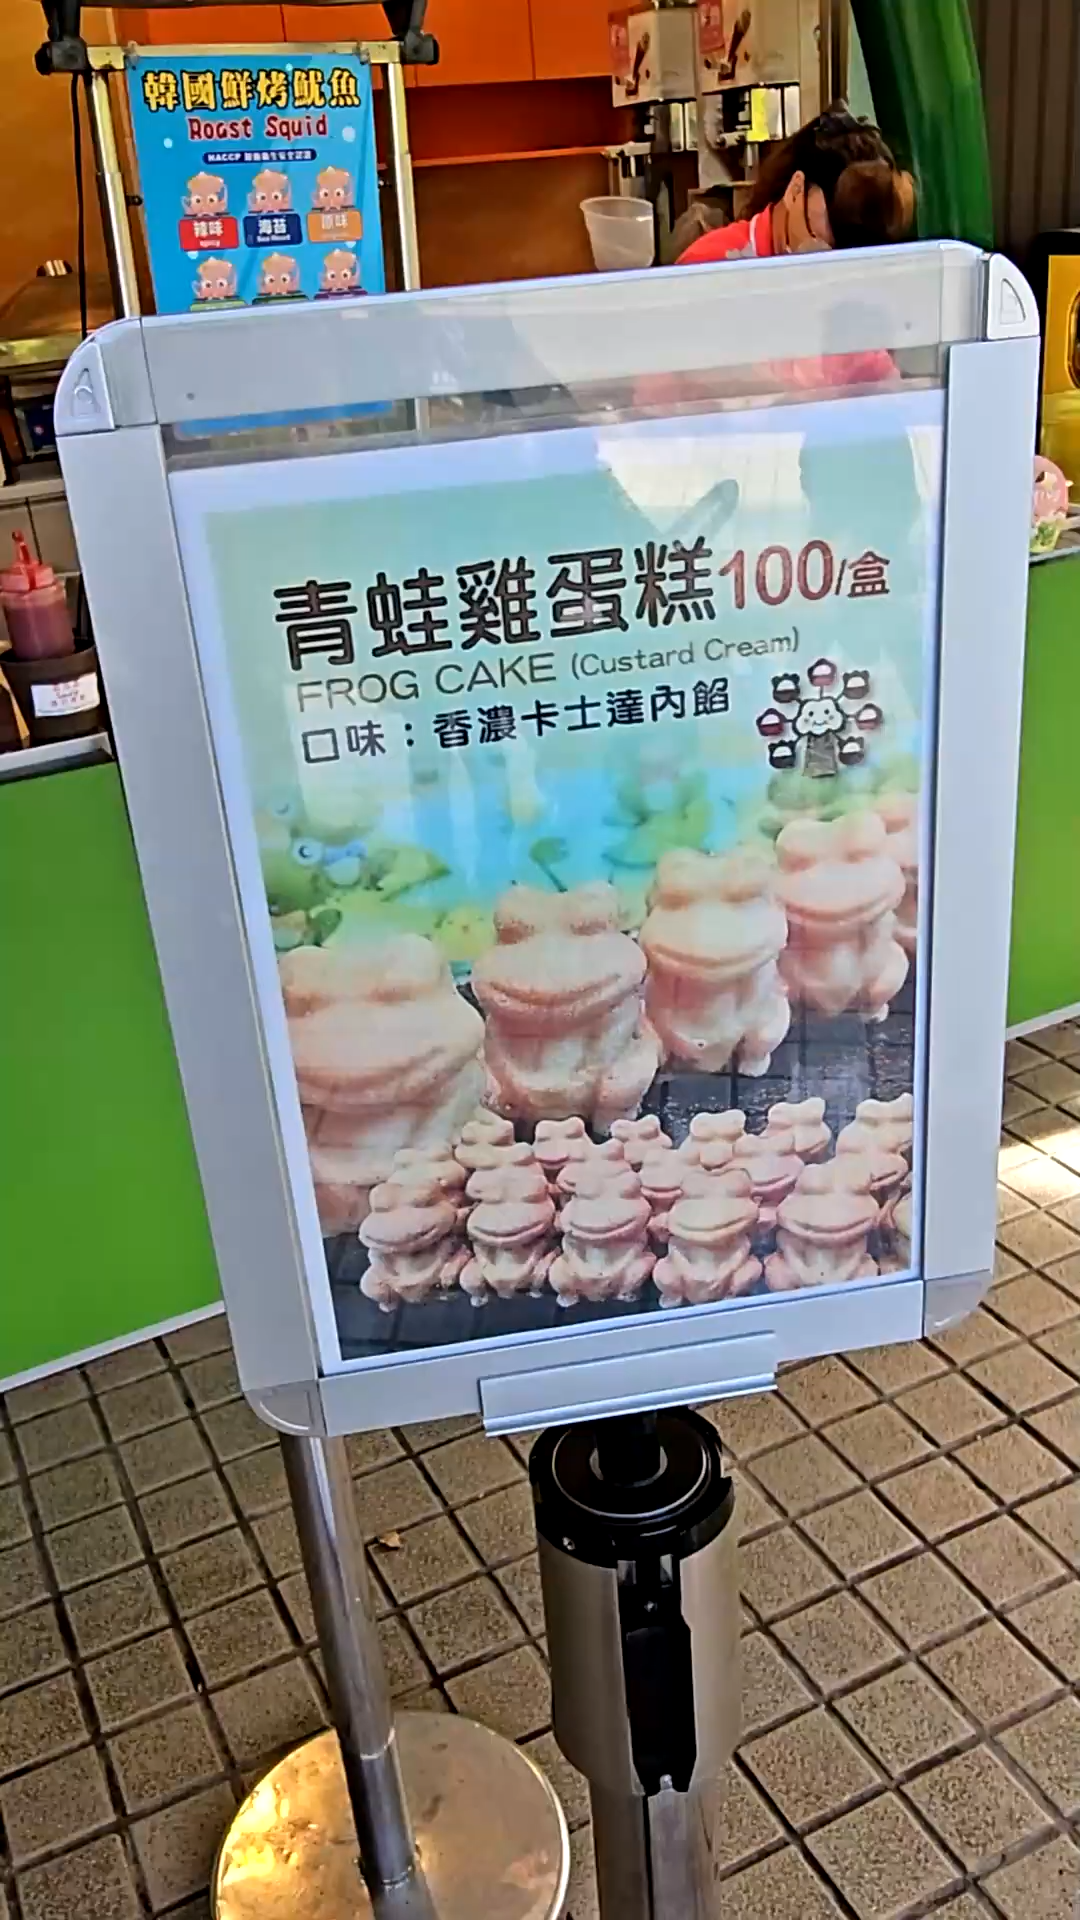 韓國鮮烤魷魚
Roast Squid
辣味
海苔
原味
Spicy
青蛙雞蛋糕100/盒
FROG CAKE (Custard Cream)
口味：香濃卡士達內餡